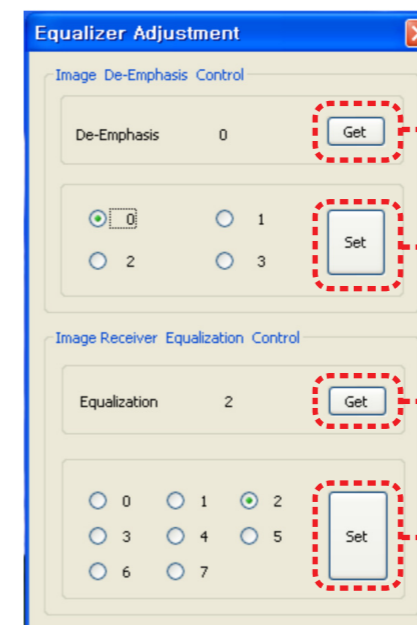 Equalizer Adjustment
Image De-Emphasis Control
De-Emphasis 0 Get
0 1
Set
2 3
Image Receiver Equalization Control
Equalization 2 Get
0 1 2
3 4 5 Set
6 7